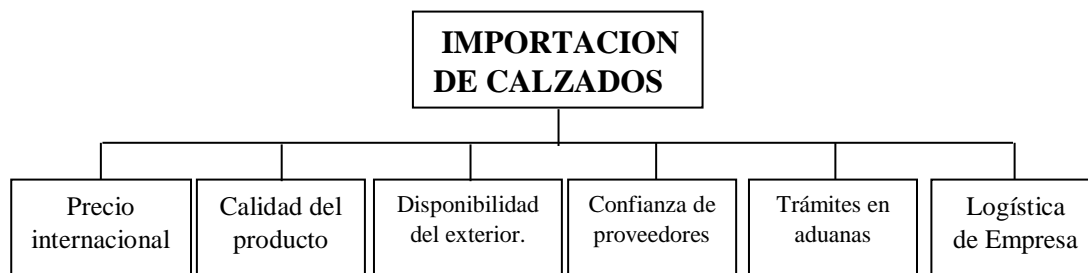 IMPORTACION
DE CALZADOS
Precio
internacional
Calidad del
producto
Disponibilidad
del exterior.
Confianza de
proveedores
Trámites en
aduanas
Logística
de Empresa